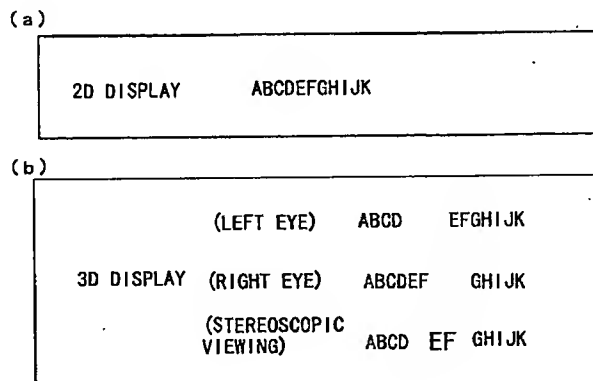 (a)
2D DISPLAY ABCDEFGHIJK
(b)
(LEFT EYE) ABCD EFGHIJK
3D DISPLAY (RIGHT EYE) ABCDEF GHIJK
(STEREOSCOPIC
VIEWING) ABCD EF GHIJK